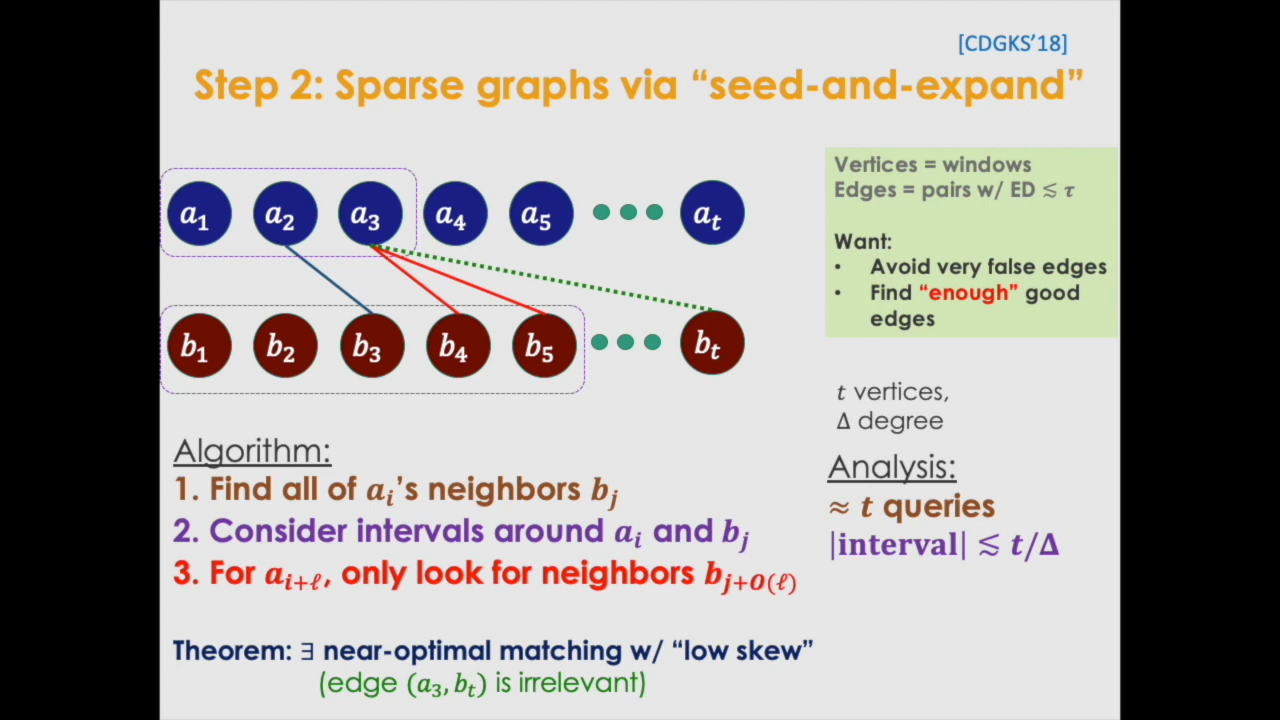 [CDGKS'18]
Step 2: Sparse graphs via “seed-and-expand”
a₁ a₂ a₃ a₄ a₅ aₜ
b₁ b₂ b₃ b₄ b₅ bₜ
Vertices = windows
Edges = pairs w/ ED ≲ τ
Want:
• Avoid very false edges
• Find “enough” good
edges
t vertices,
Δ degree
Algorithm:
1. Find all of aᵢ’s neighbors bⱼ
2. Consider intervals around aᵢ and bⱼ
3. For a_{i+ℓ}, only look for neighbors b_{j+O(ℓ)}
Analysis:
≈ t queries
|interval| ≲ t/Δ
Theorem: ∃ near-optimal matching w/ “low skew”
(edge (a₃, bₜ) is irrelevant)